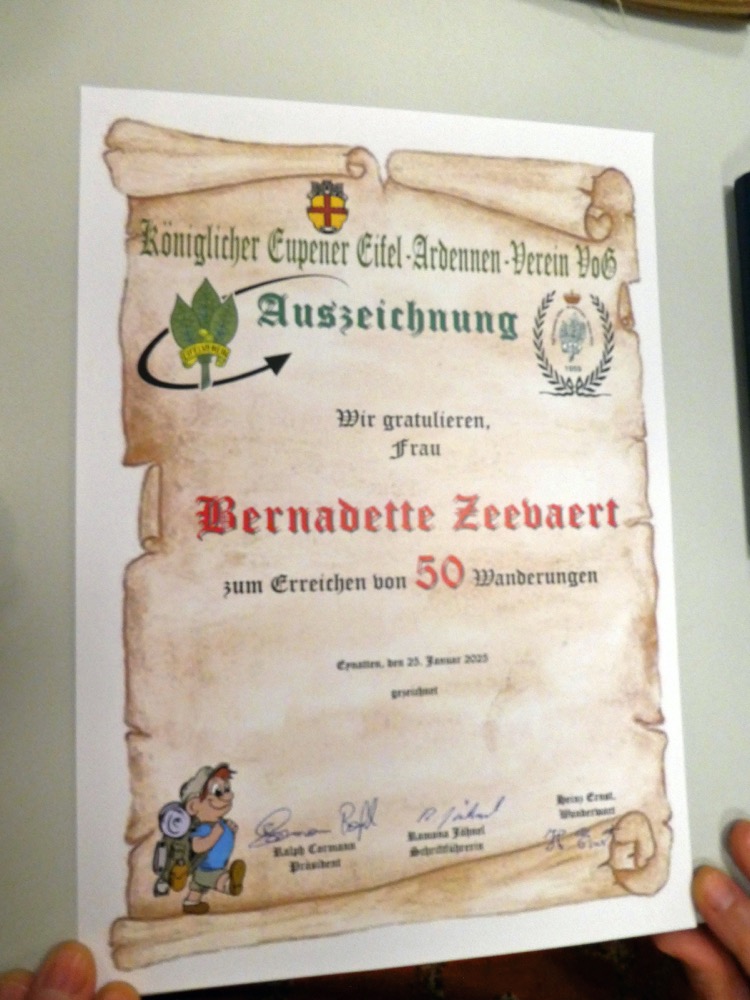 Königlicher Eupener Eifel-Ardennen-Verein VoG
Auszeichnung
EIFELVEREIN
Wir gratulieren,
Frau
Bernadette Zeevaert
zum Erreichen von 50 Wanderungen
Eynatten, den 25. Januar 2025
gezeichnet
Ralph Cormann
Präsident
Ramona Jähnel
Schriftführerin
Heinz Ernst,
Wanderwart